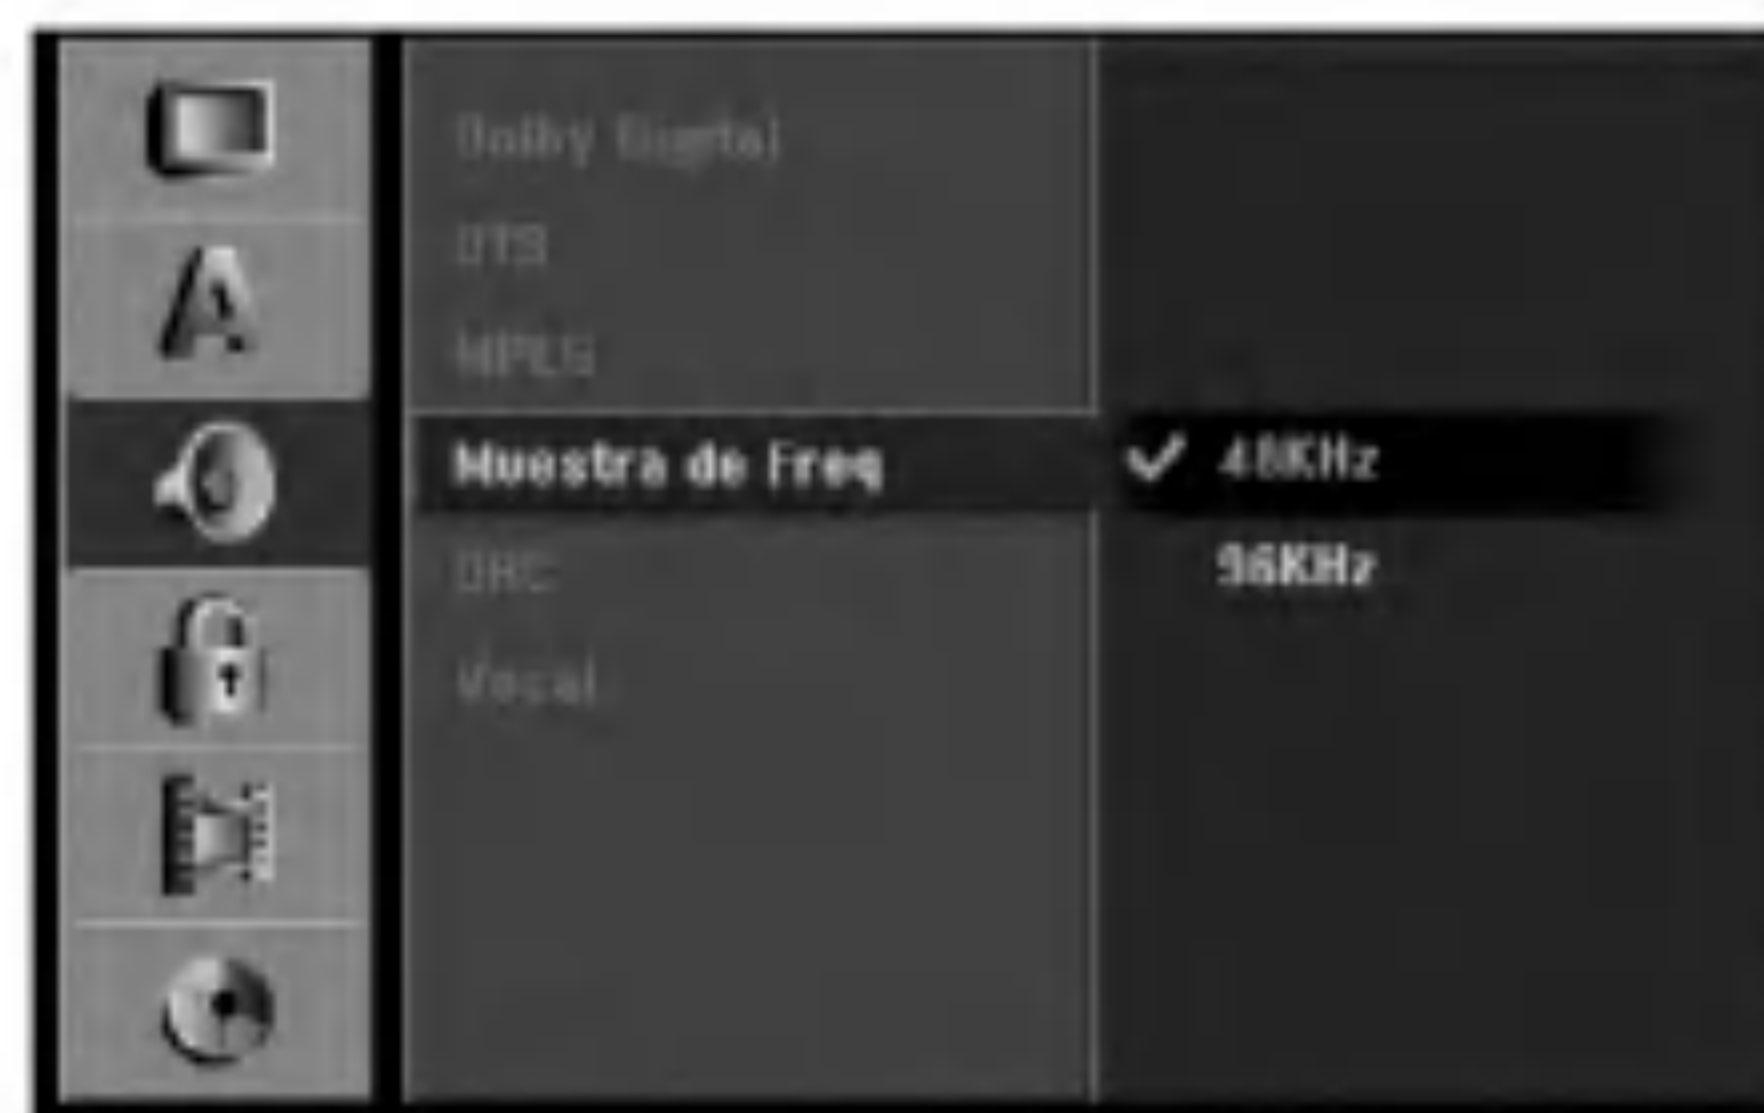 Dolby Digital
DTS
MPEG
Muestra de Freq
48KHz
96KHz
DRC
Vocal